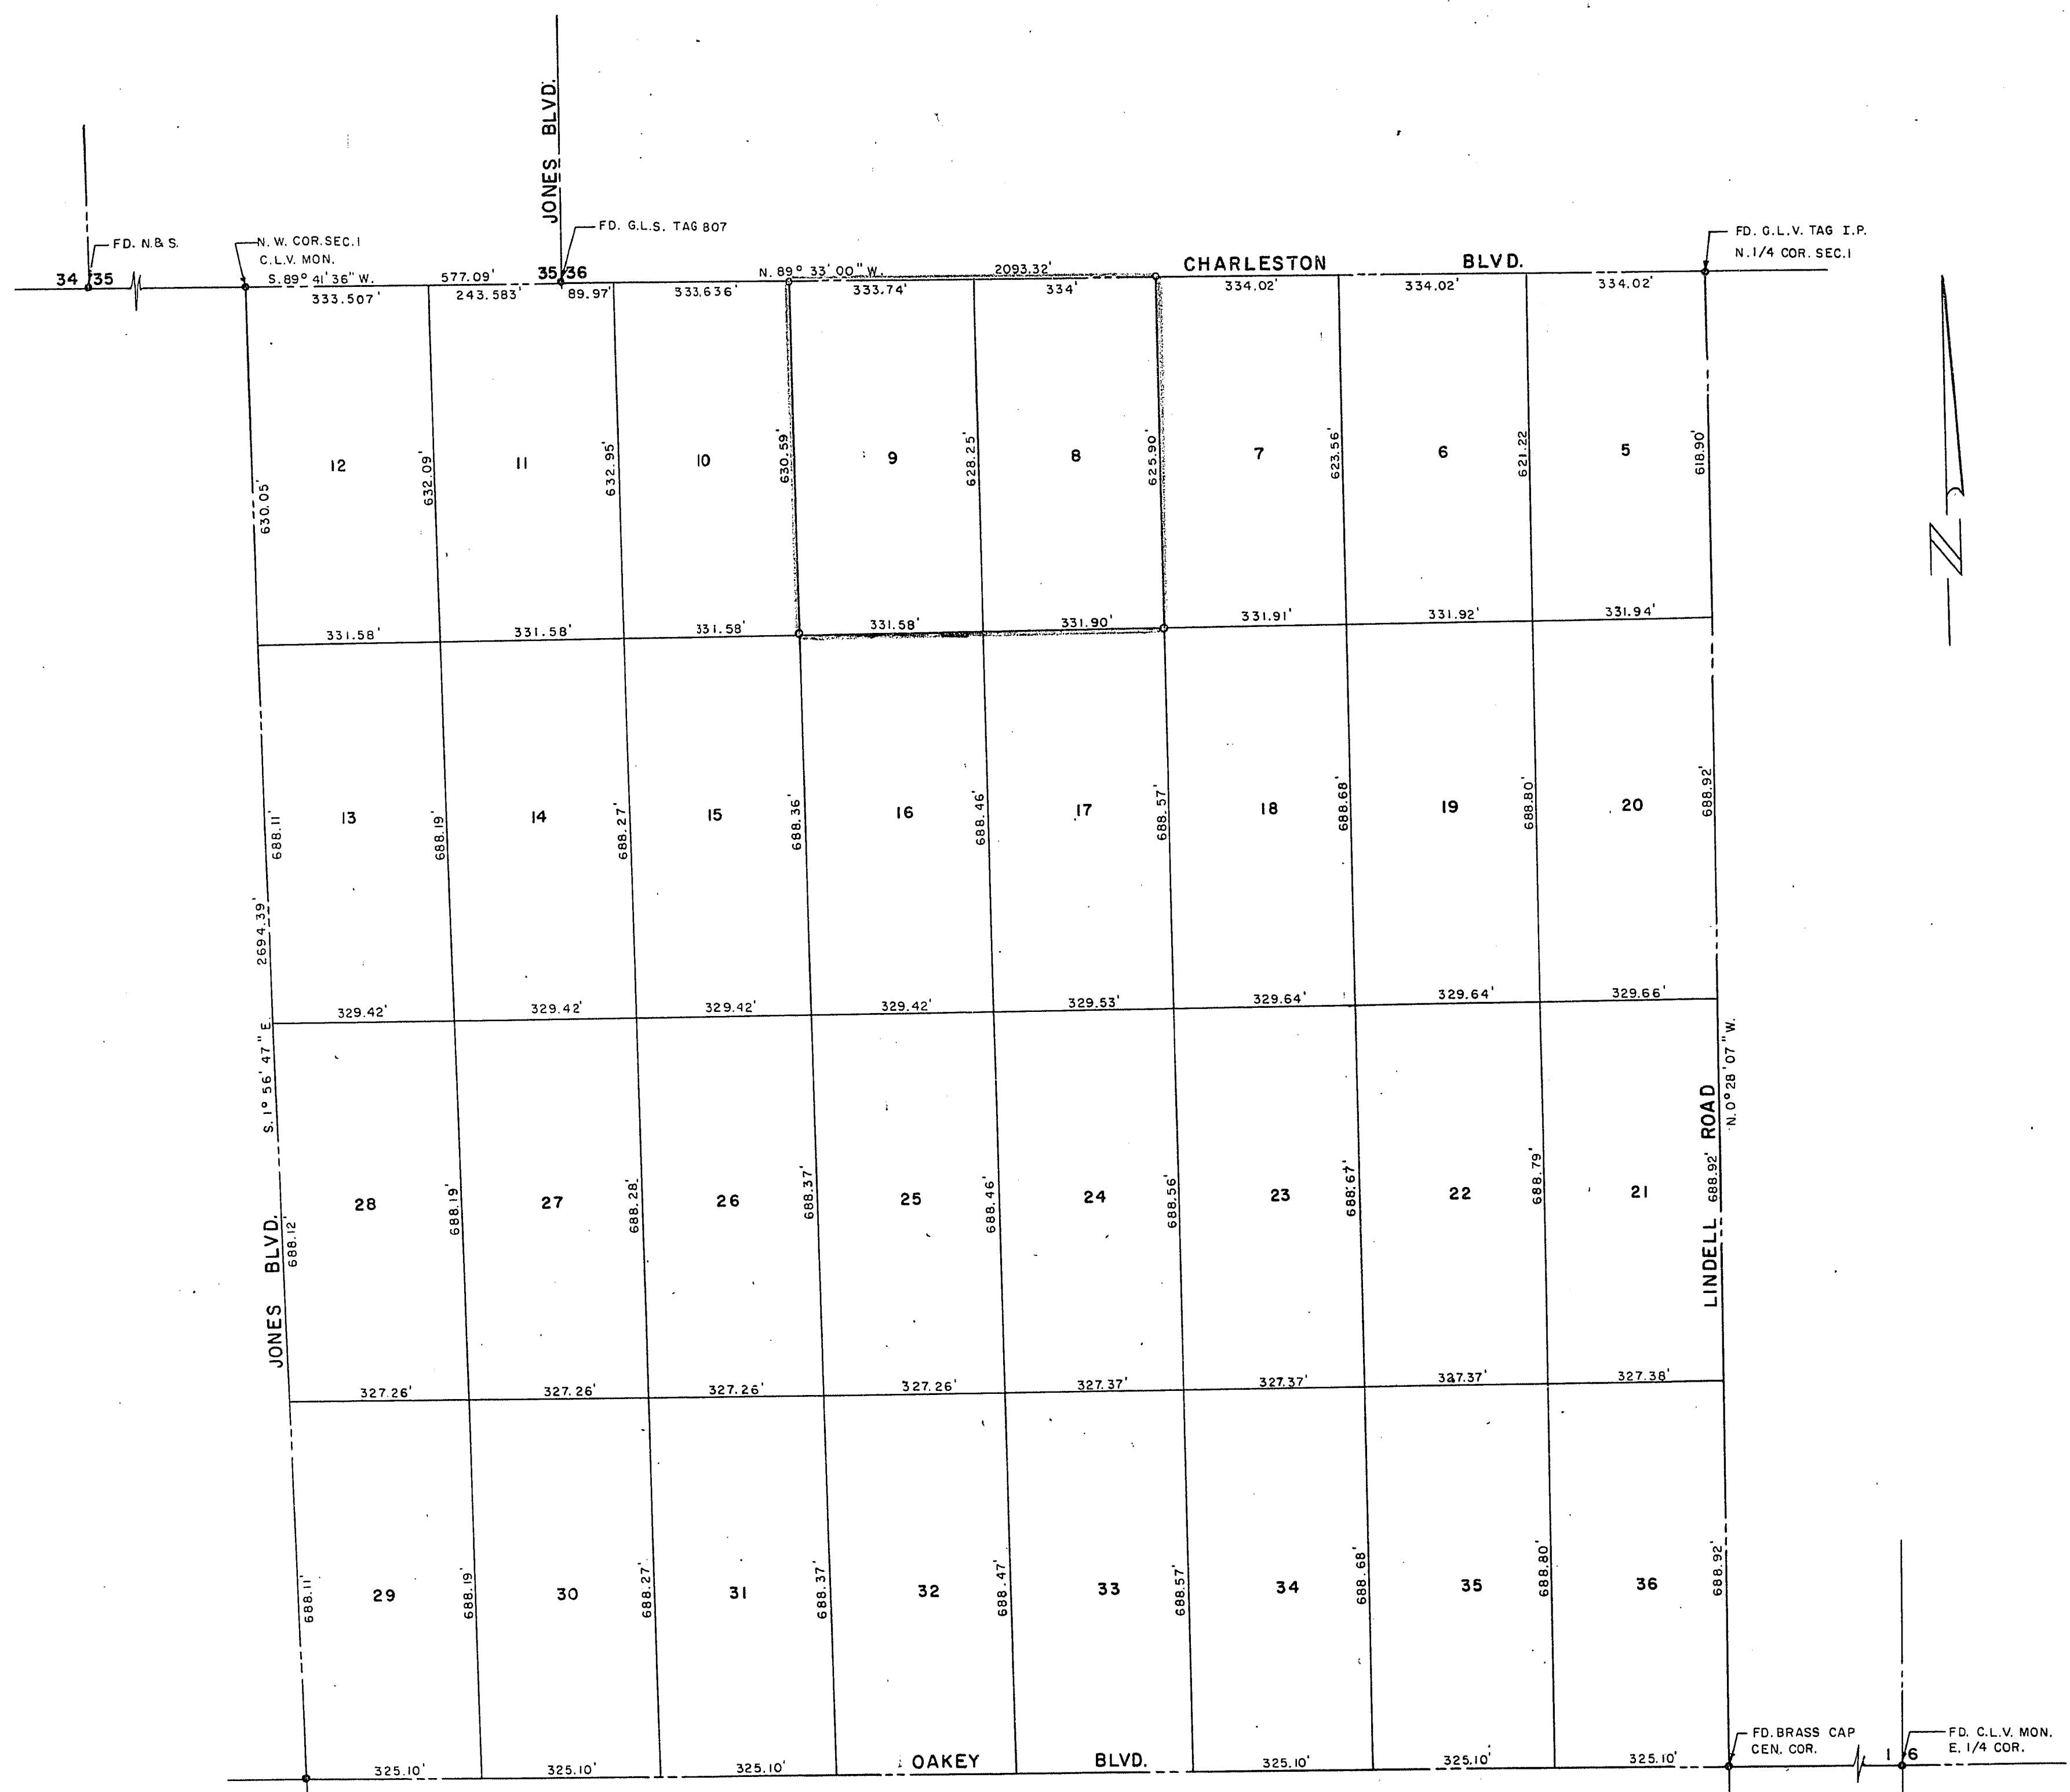 JONES BLVD.
FD. N.& S.
N. W. COR. SEC. 1
C.L.V. MON.
FD. G.L.S. TAG 807
FD. G.L.V. TAG I.P.
N. 1/4 COR. SEC. 1
34 35
S. 89° 41' 36" W. 577.09'
35 36
N. 89° 33' 00" W. 2093.32'
CHARLESTON BLVD.
333.507' 243.583' 89.97' 333.636' 333.74' 334' 334.02' 334.02' 334.02'
630.05' 632.09' 632.95' 630.59' 628.25' 625.90' 623.56' 621.22 618.90'
12 11 10 9 8 7 6 5
331.58' 331.58' 331.58' 331.58' 331.90' 331.91' 331.92' 331.94'
688.11' 688.19' 688.27' 688.36' 688.46' 688.57' 688.68' 688.80' 688.92'
13 14 15 16 17 18 19 20
2694.39'
329.42' 329.42' 329.42' 329.42' 329.53' 329.64' 329.64' 329.66'
S. 1° 56' 47" E.
N. 0° 28' 07" W.
JONES BLVD.
LINDELL ROAD
688.12' 688.19' 688.28' 688.37' 688.46' 688.56' 688.67' 688.79' 688.92'
28 27 26 25 24 23 22 21
327.26' 327.26' 327.26' 327.26' 327.37' 327.37' 327.37' 327.38'
688.11' 688.19' 688.27' 688.37' 688.47' 688.57' 688.68' 688.80' 688.92'
29 30 31 32 33 34 35 36
325.10' 325.10' 325.10' OAKEY BLVD. 325.10' 325.10' 325.10'
FD. BRASS CAP
CEN. COR.
1 6
FD. C.L.V. MON.
E. 1/4 COR.
N